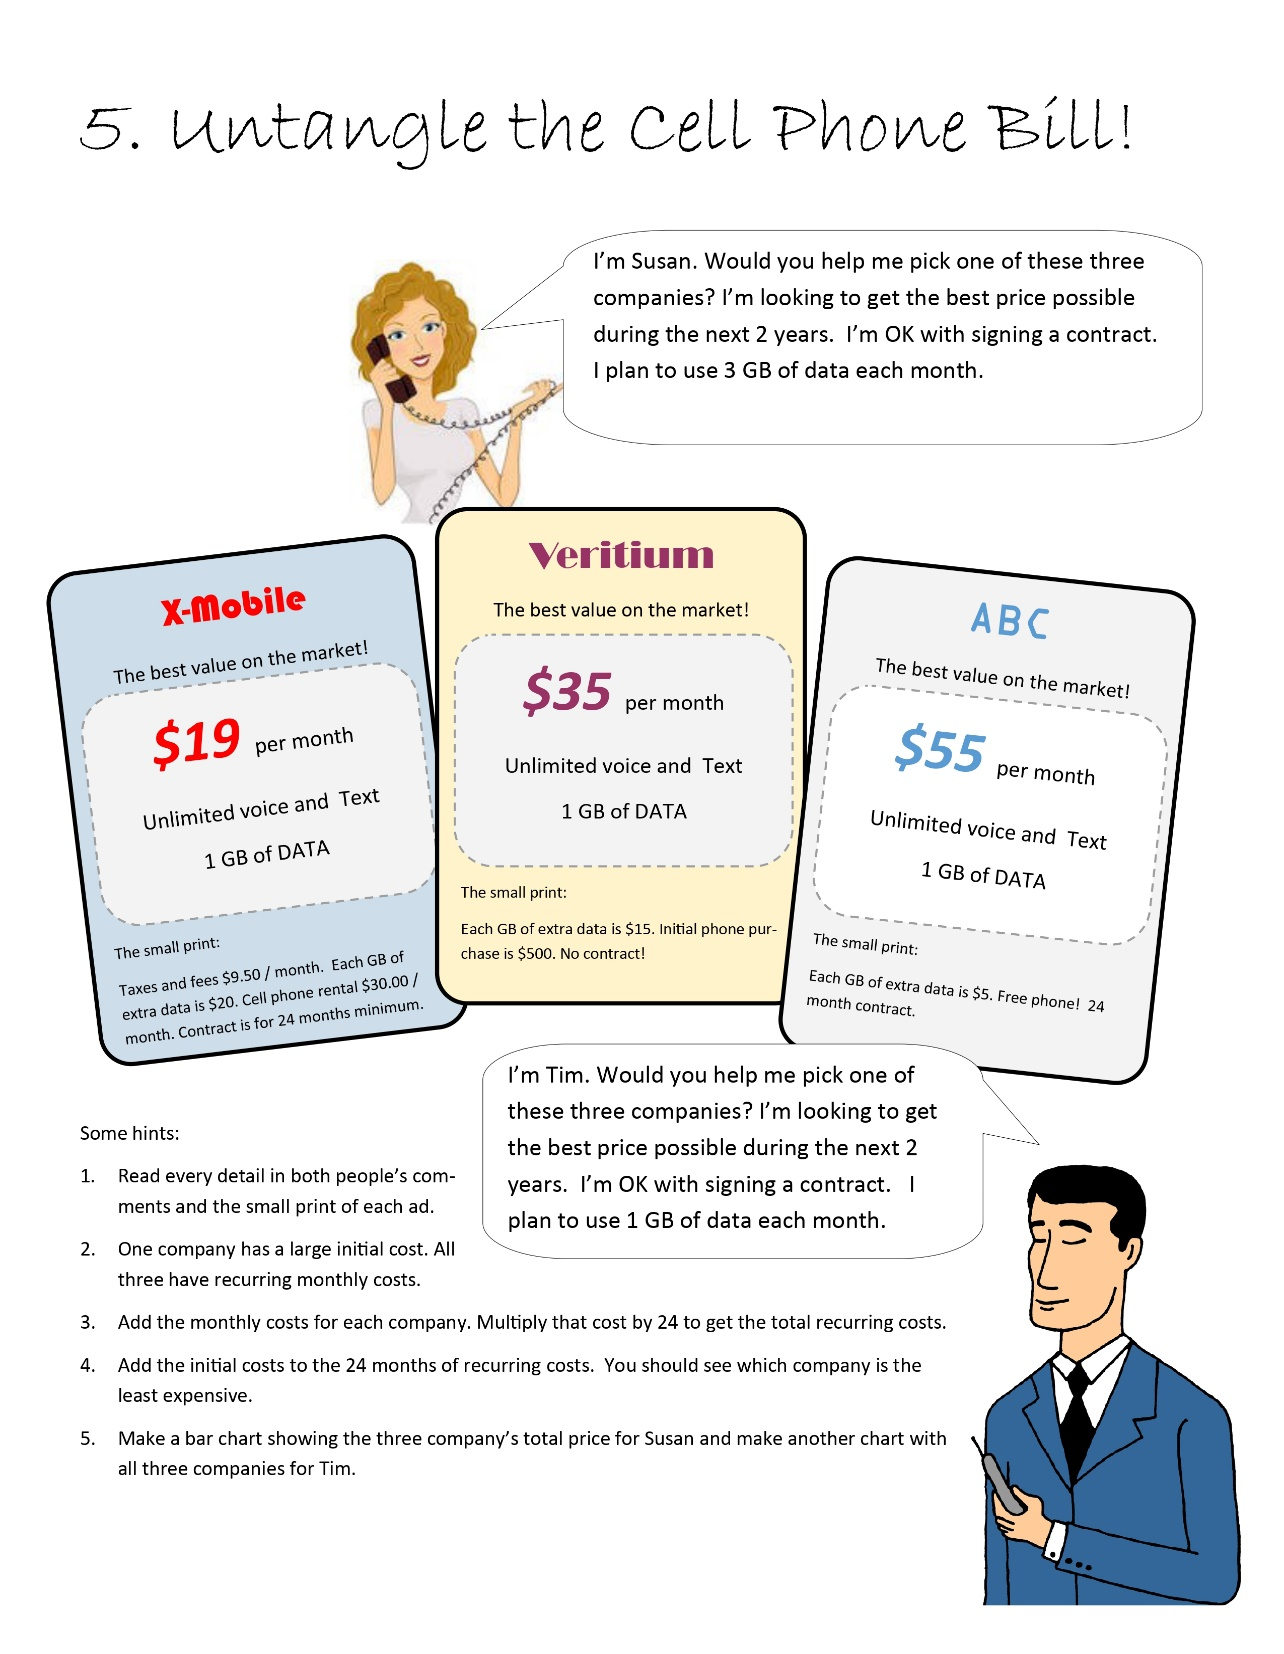 5. Untangle the Cell Phone Bill!
I’m Susan. Would you help me pick one of these three
companies? I’m looking to get the best price possible
during the next 2 years.  I’m OK with signing a contract.
I plan to use 3 GB of data each month.
X-Mobile
The best value on the market!
$19 per month
Unlimited voice and  Text
1 GB of DATA
The small print:
Taxes and fees $9.50 / month.  Each GB of
extra data is $20. Cell phone rental $30.00 /
month. Contract is for 24 months minimum.
Veritium
The best value on the market!
$35 per month
Unlimited voice and  Text
1 GB of DATA
The small print:
Each GB of extra data is $15. Initial phone pur-
chase is $500. No contract!
ABC
The best value on the market!
$55 per month
Unlimited voice and  Text
1 GB of DATA
The small print:
Each GB of extra data is $5. Free phone!  24
month contract.
I’m Tim. Would you help me pick one of
these three companies? I’m looking to get
the best price possible during the next 2
years.  I’m OK with signing a contract.   I
plan to use 1 GB of data each month.
Some hints:
1. Read every detail in both people’s com-
ments and the small print of each ad.
2. One company has a large initial cost. All
three have recurring monthly costs.
3. Add the monthly costs for each company. Multiply that cost by 24 to get the total recurring costs.
4. Add the initial costs to the 24 months of recurring costs.  You should see which company is the
least expensive.
5. Make a bar chart showing the three company’s total price for Susan and make another chart with
all three companies for Tim.